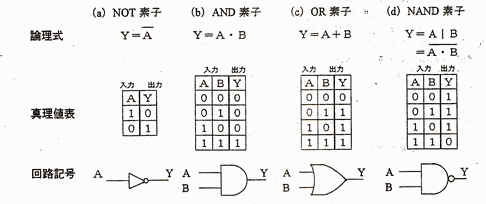 (a) NOT 素子 (b) AND 素子 (c) OR 素子 (d) NAND 素子
論理式 Y=A̅ Y=A・B Y=A+B Y=A|B
=A・B̅
入力 出力 入力 出力 入力 出力 入力 出力
真理値表
A Y A B Y A B Y A B Y
1 0 0 0 0 0 0 0 0 0 1
0 1 0 1 0 0 1 1 0 1 1
1 0 0 1 0 1 1 0 1
1 1 1 1 1 1 1 1 0
回路記号 A Y A B Y A B Y A B Y